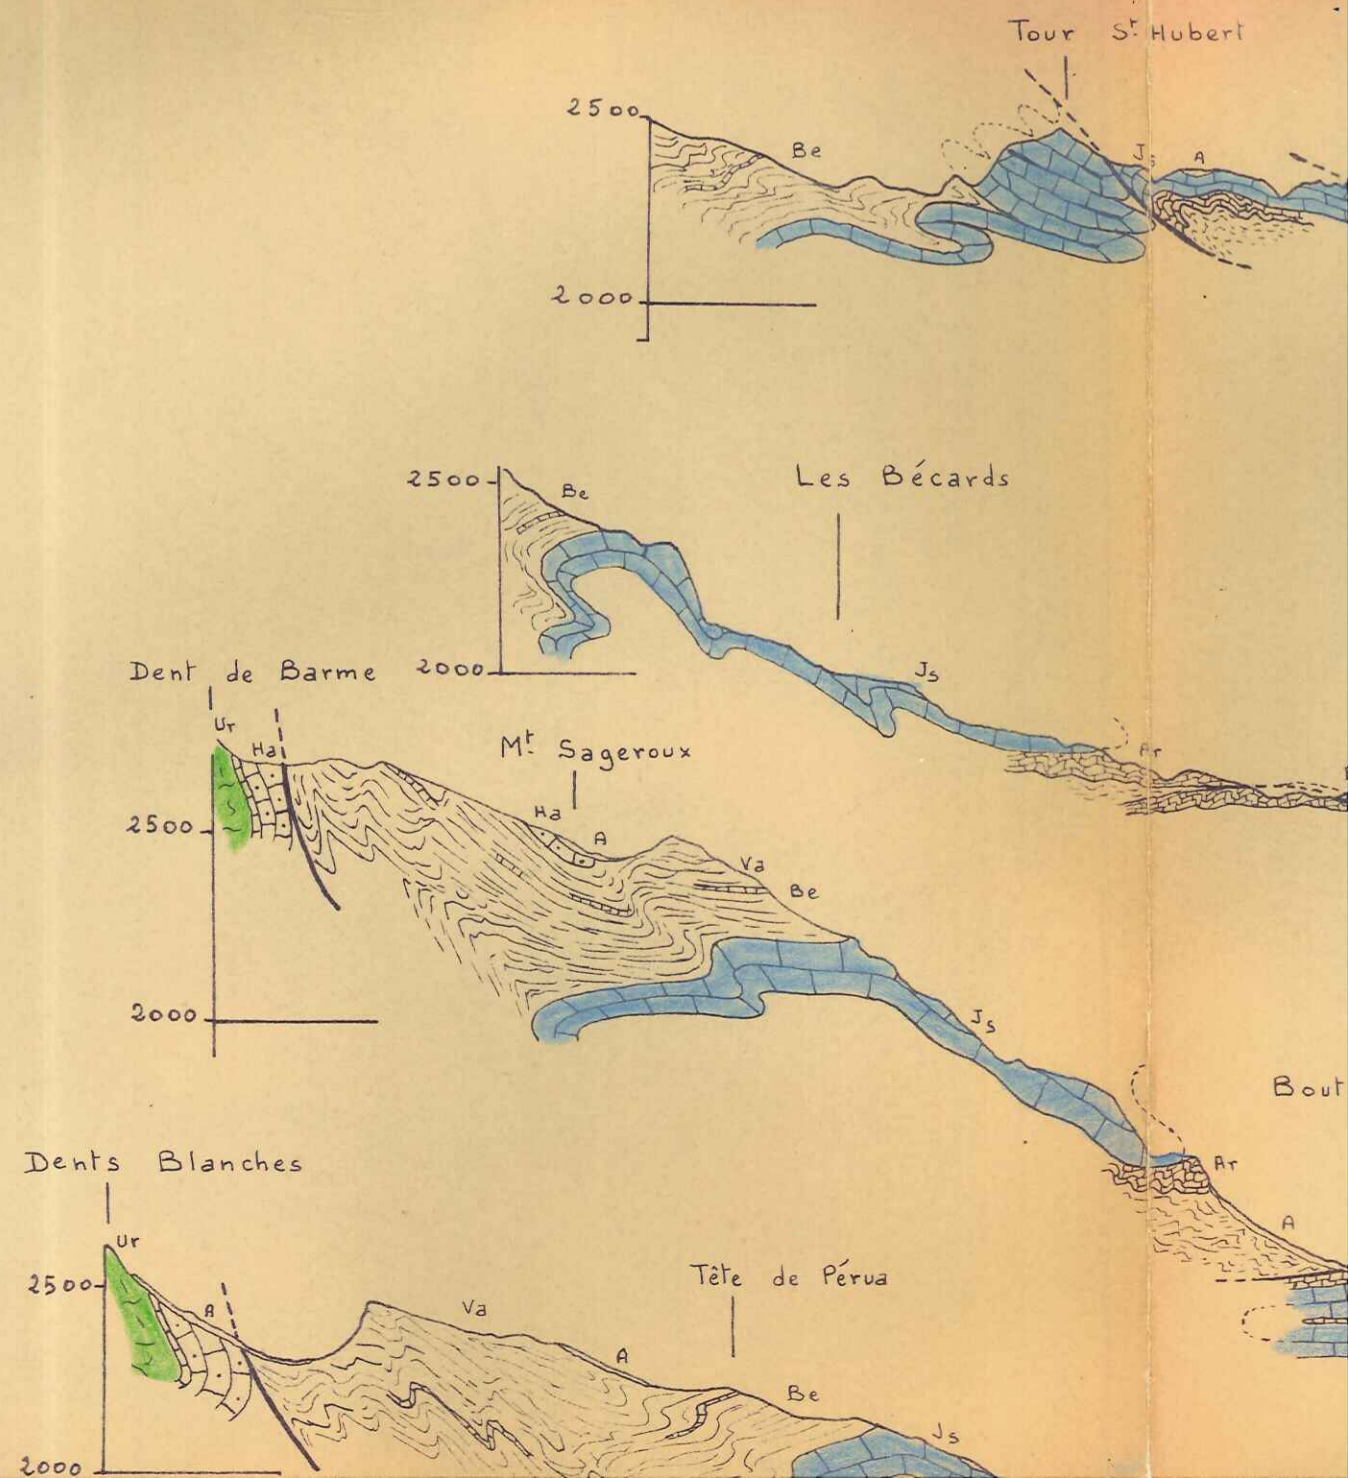 Tour St Hubert
2500
Be
Js
A
2000
2500
Les Bécards
Be
2000
Js
Ar
Dent de Barme
Ur
Ha
Mt Sageroux
2500
Ha
A
Va
Be
2000
Js
Bout
Ar
A
Dents Blanches
Ur
2500
A
Tête de Pérua
Va
A
Be
Js
2000